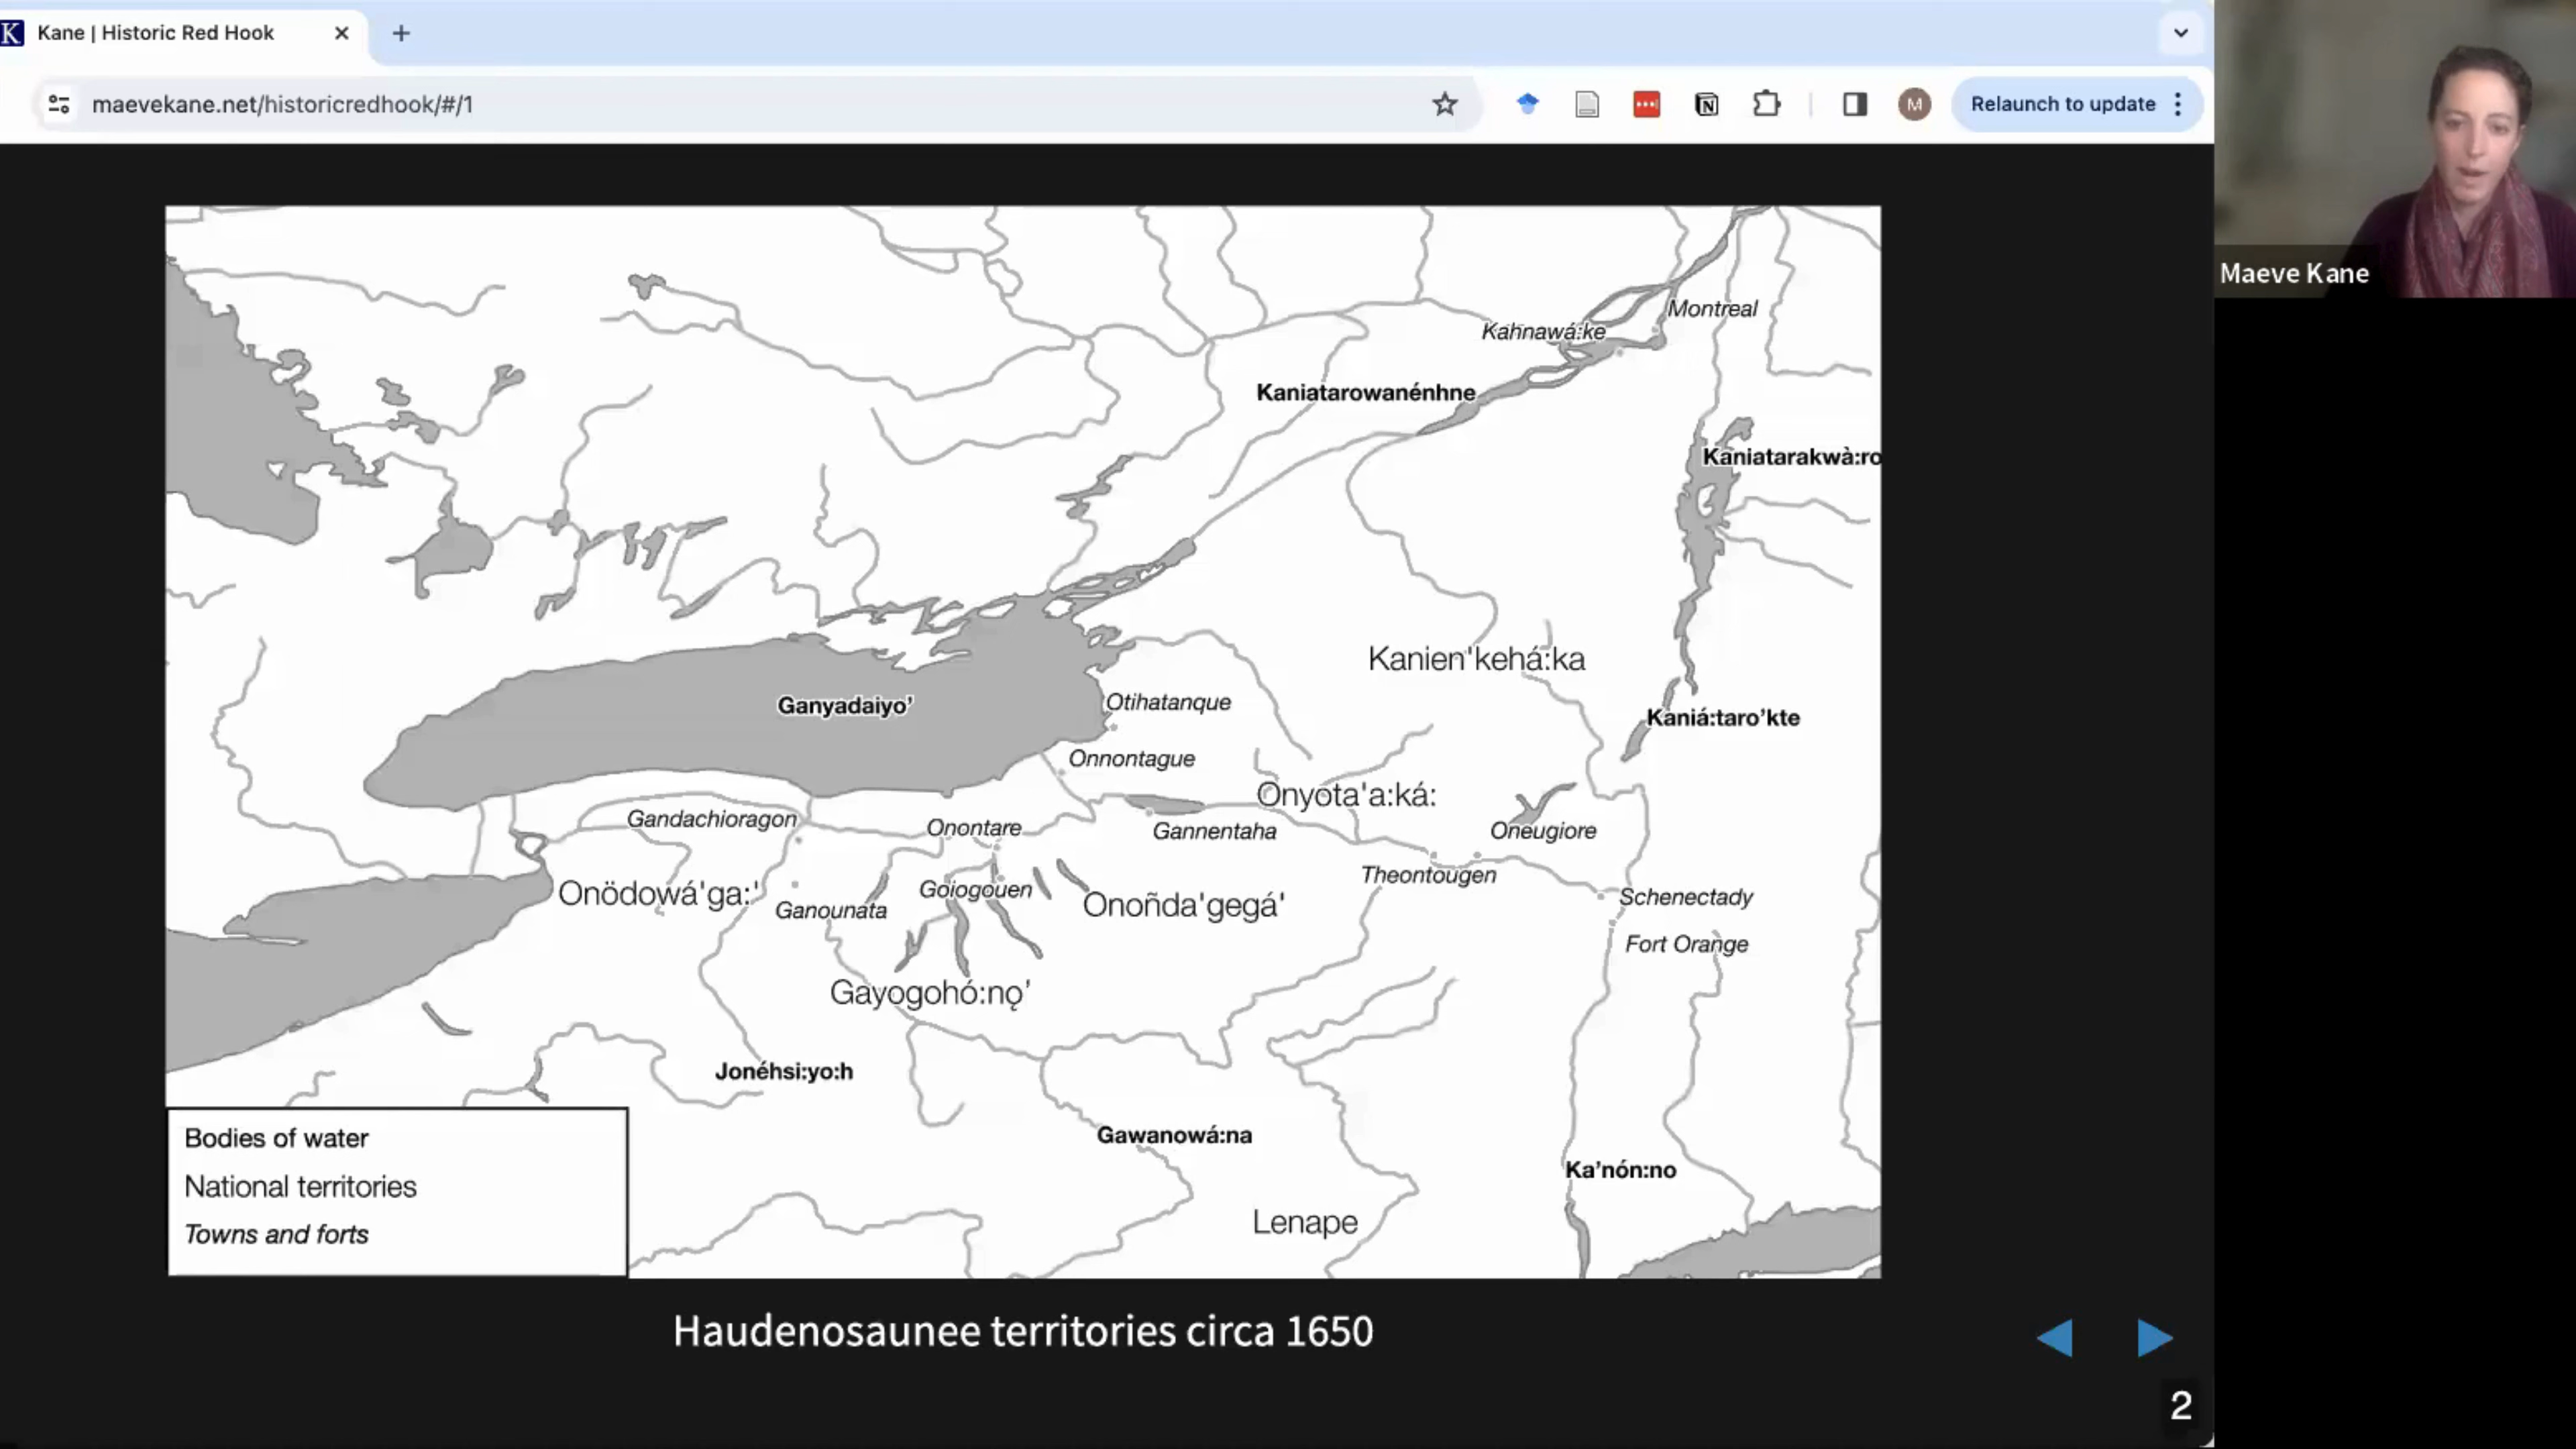 K Kane | Historic Red Hook
maevekane.net/historicredhook/#/1
M
Relaunch to update
Maeve Kane
Montreal
Kahnawá:ke
Kaniatarowanénhne
Kaniatarakwà:ro
Kanien'kehá:ka
Ganyadaiyo’
Otihatanque
Kaniá:taro’kte
Onnontague
Onyota'a:ká:
Gandachioragon
Onontare
Gannentaha
Oneugiore
Theontougen
Onödowá'ga:'
Goiogouen
Ganounata
Onoñda'gegá'
Schenectady
Fort Orange
Gayogohó:nǫ'
Jonéhsi:yo:h
Gawanowá:na
Ka’nón:no
Lenape
Bodies of water
National territories
Towns and forts
Haudenosaunee territories circa 1650
2